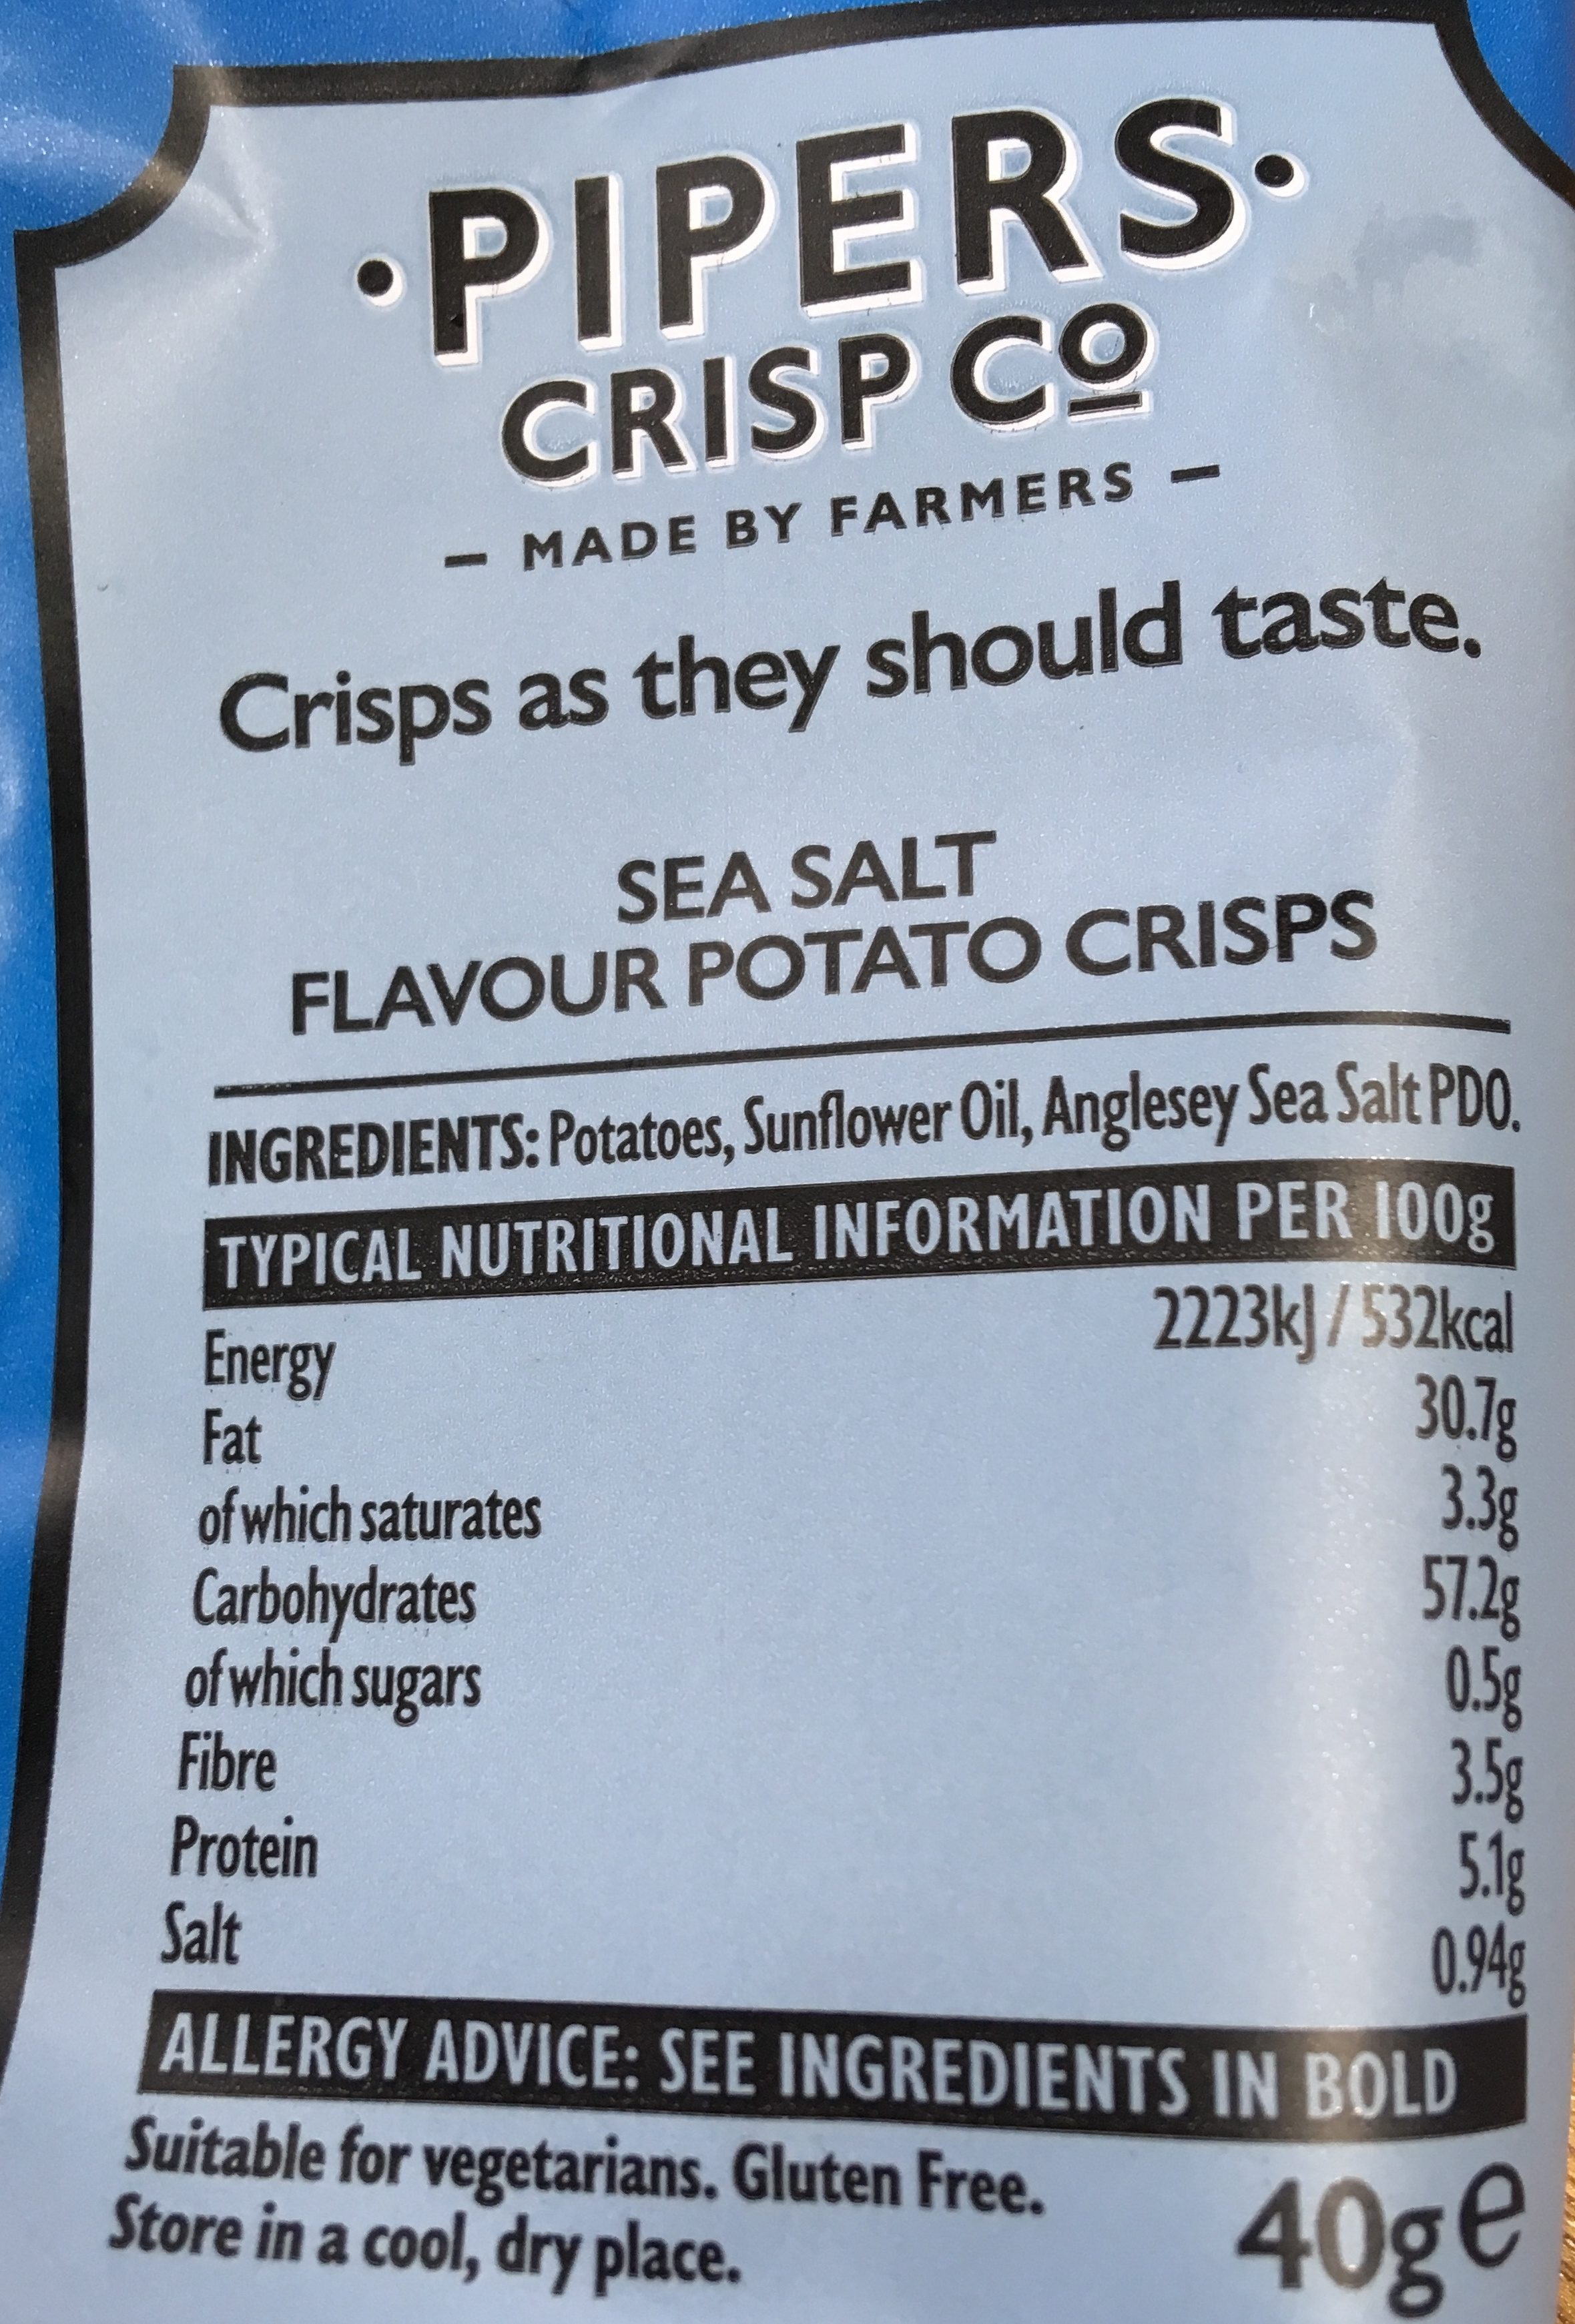 ·PIPERS·
CRISP Co
— MADE BY FARMERS —
Crisps as they should taste.
SEA SALT
FLAVOUR POTATO CRISPS
INGREDIENTS: Potatoes, Sunflower Oil, Anglesey Sea Salt PDO.
TYPICAL NUTRITIONAL INFORMATION PER 100g
Energy 2223kJ / 532kcal
Fat 30.7g
of which saturates 3.3g
Carbohydrates 57.2g
of which sugars 0.5g
Fibre 3.5g
Protein 5.1g
Salt 0.94g
ALLERGY ADVICE: SEE INGREDIENTS IN BOLD
Suitable for vegetarians. Gluten Free.
Store in a cool, dry place.
40g e